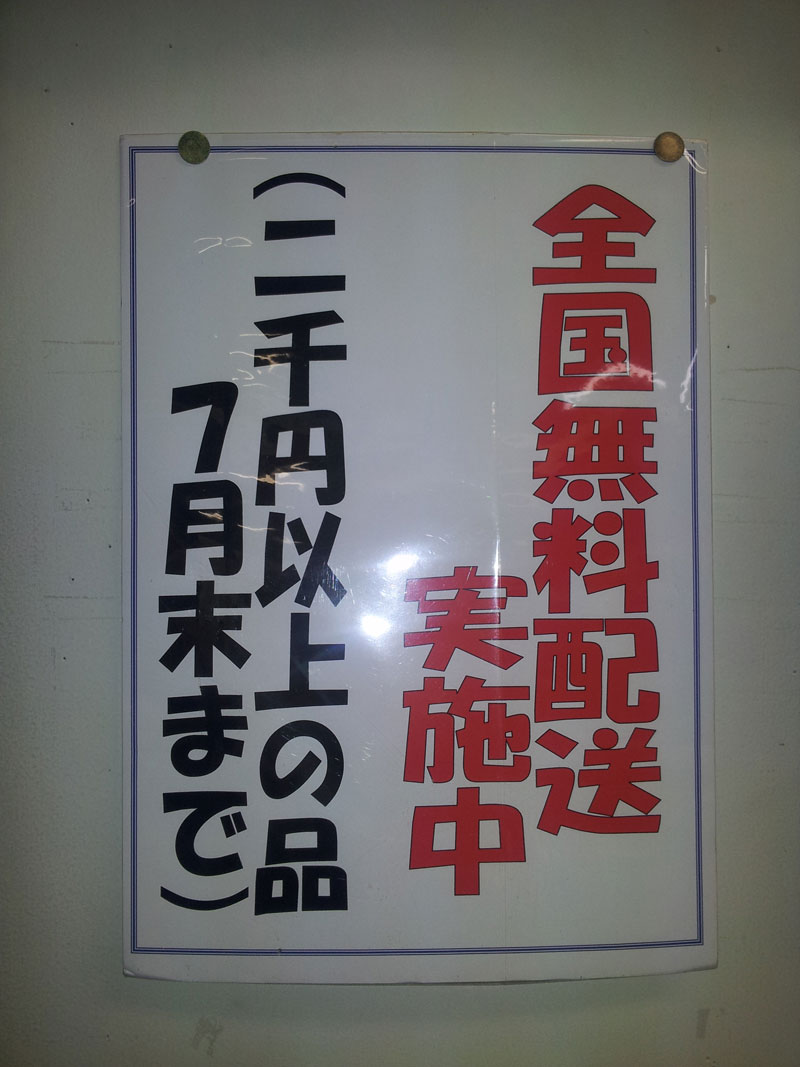 全国無料配送
実施中
（二千円以上の品
7月末まで）